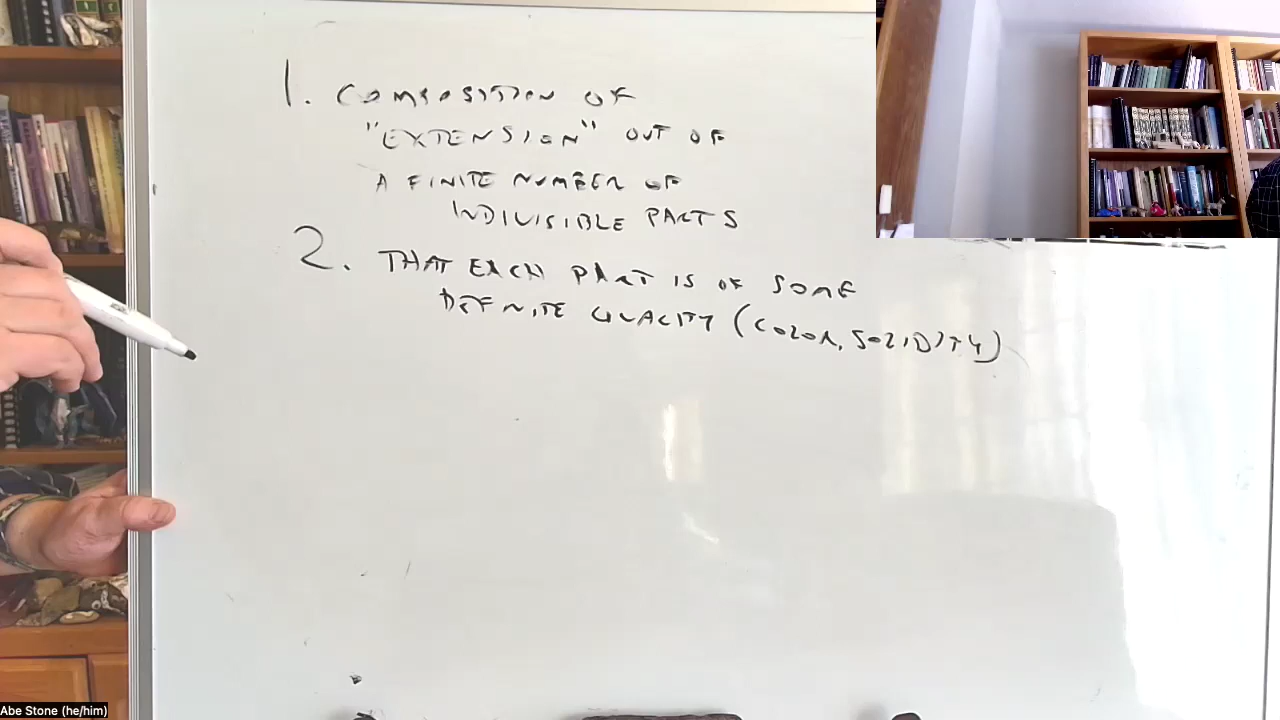 1. COMPOSITION OF
"EXTENSION" OUT OF
A FINITE NUMBER OF
INDIVISIBLE PARTS
2. THAT EACH PART IS OF SOME
DEFINITE QUALITY (COLOR, SOLIDITY)
Abe Stone (he/him)